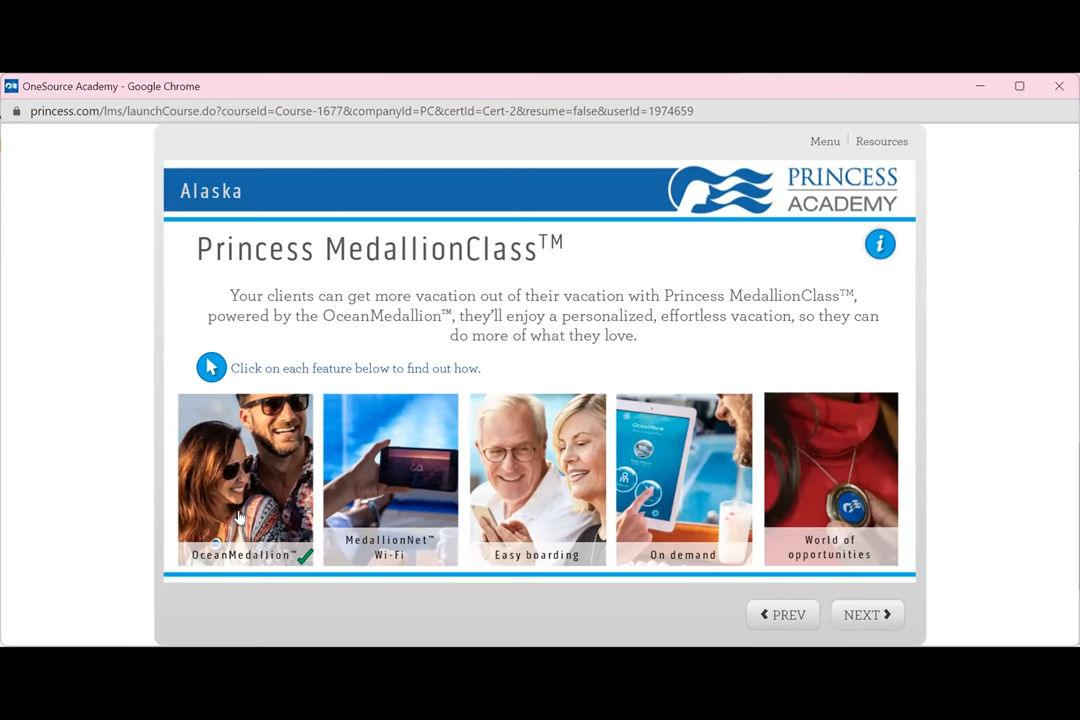 OneSource Academy - Google Chrome
princess.com/lms/launchCourse.do?courseId=Course-1677&companyId=PC&certId=Cert-2&resume=false&userId=1974659
Menu
Resources
Alaska
PRINCESS
ACADEMY
Princess MedallionClass™
i
Your clients can get more vacation out of their vacation with Princess MedallionClass™,
powered by the OceanMedallion™, they'll enjoy a personalized, effortless vacation, so they can
do more of what they love.
Click on each feature below to find out how.
OceanNow
OceanMedallion™
MedallionNet™
Wi-Fi
Easy boarding
On demand
World of
opportunities
PREV
NEXT